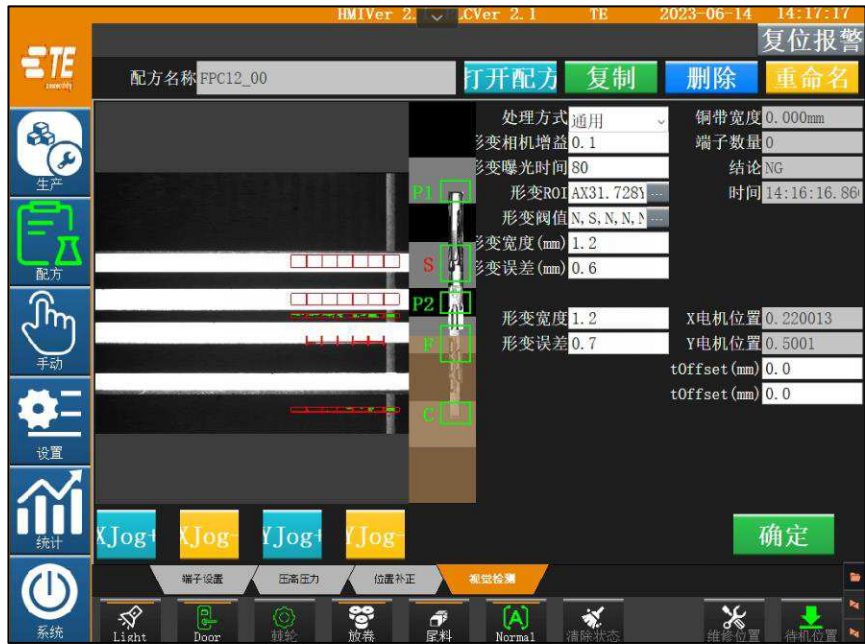 HMIVer 2. LCVer 2.1 TE 2023-06-14 14:17:17
复位报警
TE
配方名称 FPC12_00 打开配方 复制 删除 重命名
处理方式 通用 铜带宽度 0.000mm
形变相机增益 0.1 端子数量 0
形变曝光时间 80 结论 NG
形变ROI AX31.728Y ... 时间 14:16:16.86
形变阀值 N,S,N,N,N ...
形变宽度(mm) 1.2
形变误差(mm) 0.6
形变宽度 1.2 X电机位置 0.220013
形变误差 0.7 Y电机位置 0.5001
tOffset(mm) 0.0
tOffset(mm) 0.0
P1
S
P2
F
C
生产
配方
手动
设置
统计
系统
XJog+ XJog- YJog+ YJog- 确定
端子设置 压高压力 位置补正 视觉检测
Light Door 棘轮 放卷 尾料 Normal 清除状态 维修位置 待机位置